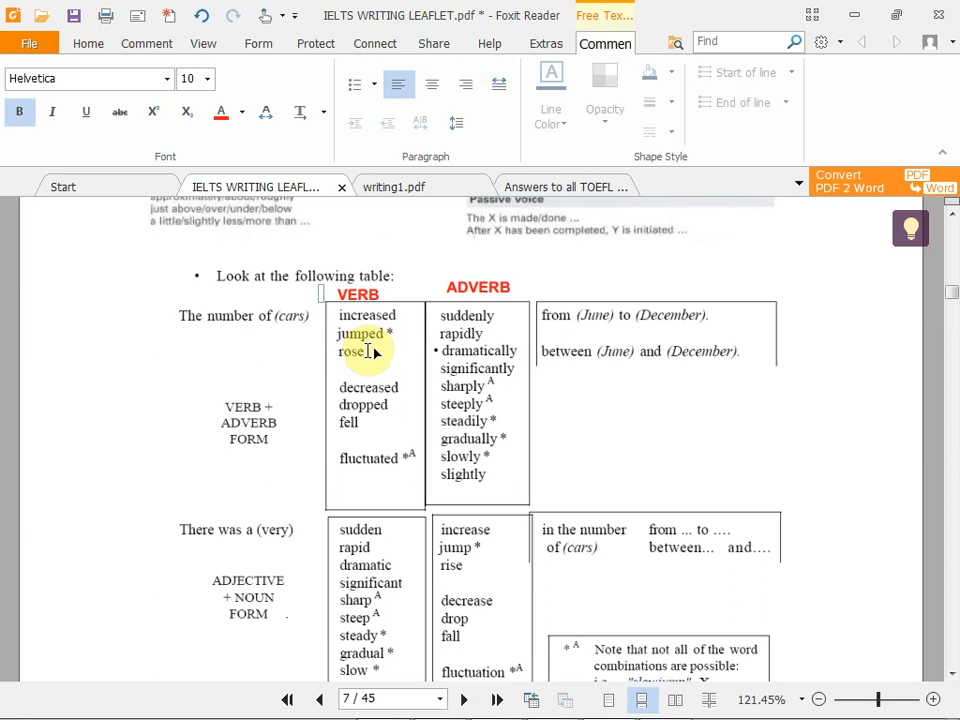 IELTS WRITING LEAFLET.pdf * - Foxit Reader
Free Tex...
File Home Comment View Form Protect Connect Share Help Extras Commen
Find
Helvetica 10
B I U abc X² X₂ A A T
Line Color
Opacity
Start of line
End of line
Font Paragraph Shape Style
Start IELTS WRITING LEAFL... writing1.pdf Answers to all TOEFL ...
Convert PDF 2 Word
PDF Word
approximately/about/roughly
just above/over/under/below
a little/slightly less/more than ...
Passive voice
The X is made/done ...
After X has been completed, Y is initiated ...
• Look at the following table:
VERB ADVERB
The number of (cars)
VERB +
ADVERB
FORM
increased
jumped *
rose
decreased
dropped
fell
fluctuated *A
suddenly
rapidly
• dramatically
significantly
sharply A
steeply A
steadily *
gradually *
slowly *
slightly
from (June) to (December).
between (June) and (December).
There was a (very)
ADJECTIVE
+ NOUN
FORM .
sudden
rapid
dramatic
significant
sharp A
steep A
steady *
gradual *
slow *
increase
jump *
rise
decrease
drop
fall
fluctuation *A
in the number from ... to ....
of (cars) between... and....
* A Note that not all of the word
combinations are possible:
7 / 45
121.45%